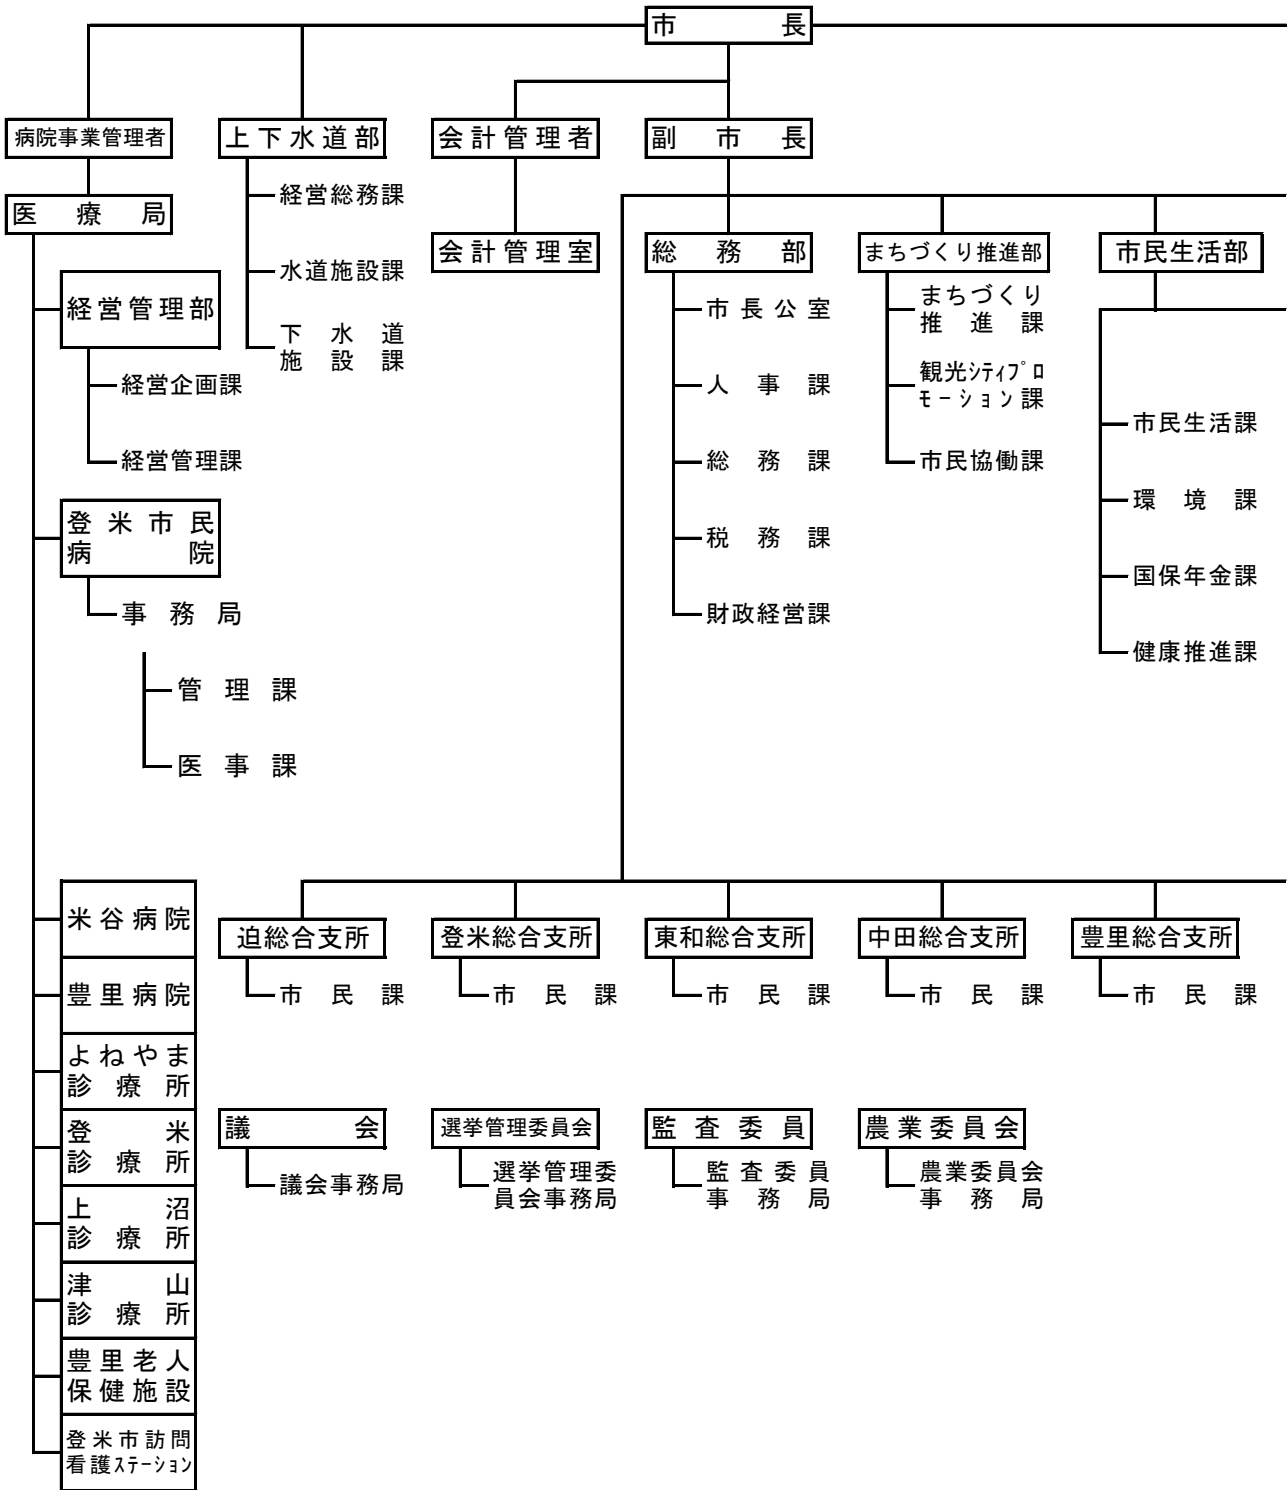 市長
病院事業管理者
上下水道部
会計管理者
副市長
医療局
経営総務課
会計管理室
総務部
まちづくり推進部
市民生活部
水道施設課
経営管理部
市長公室
まちづくり
推進課
下水道
施設課
経営企画課
人事課
観光ｼﾃｨﾌﾟﾛ
ﾓｰｼｮﾝ課
市民生活課
経営管理課
総務課
市民協働課
登米市民
病院
環境課
税務課
国保年金課
事務局
財政経営課
健康推進課
管理課
医事課
米谷病院
迫総合支所
登米総合支所
東和総合支所
中田総合支所
豊里総合支所
豊里病院
市民課
市民課
市民課
市民課
市民課
よねやま
診療所
登米
診療所
議会
選挙管理委員会
監査委員
農業委員会
議会事務局
選挙管理委
員会事務局
監査委員
事務局
農業委員会
事務局
上沼
診療所
津山
診療所
豊里老人
保健施設
登米市訪問
看護ｽﾃｰｼｮﾝ